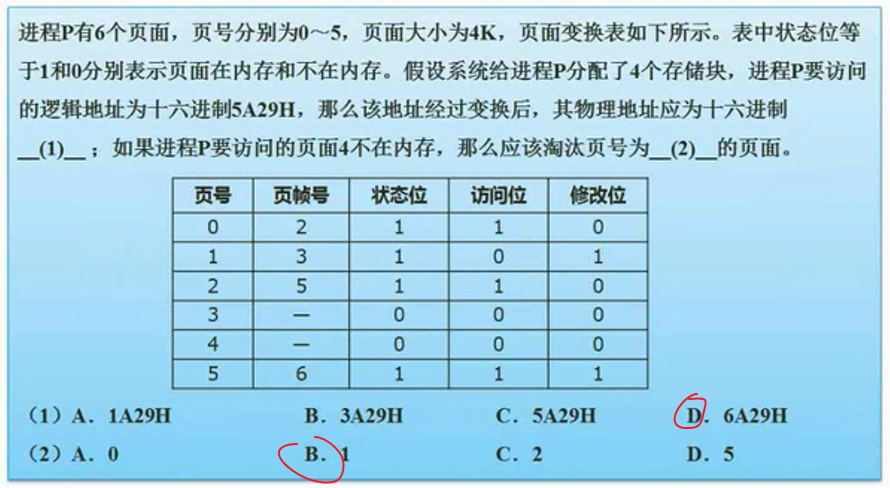 进程P有6个页面，页号分别为0～5，页面大小为4K，页面变换表如下所示。表中状态位等
于1和0分别表示页面在内存和不在内存。假设系统给进程P分配了4个存储块，进程P要访问
的逻辑地址为十六进制5A29H，那么该地址经过变换后，其物理地址应为十六进制
__(1)__；如果进程P要访问的页面4不在内存，那么应该淘汰页号为__(2)__的页面。
页号 页帧号 状态位 访问位 修改位
0 2 1 1 0
1 3 1 0 1
2 5 1 1 0
3 — 0 0 0
4 — 0 0 0
5 6 1 1 1
（1）A．1A29H B．3A29H C．5A29H D．6A29H
（2）A．0 B．1 C．2 D．5